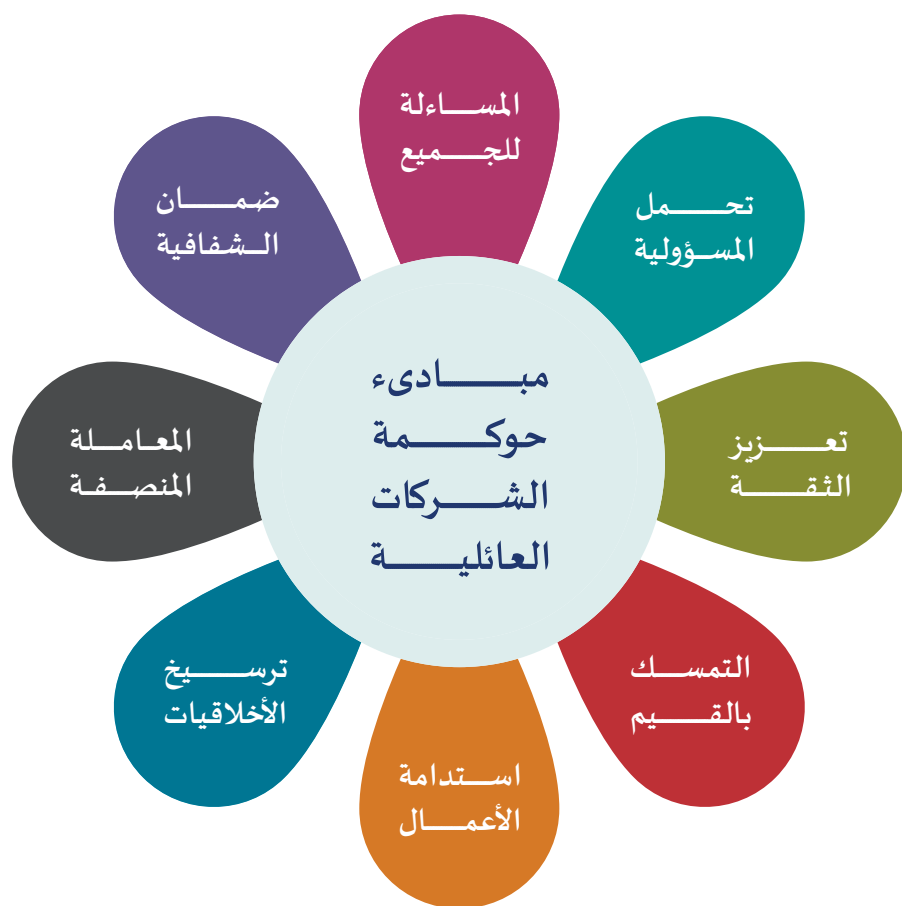 المساءلة
للجميع
تحمل
المسؤولية
تعزيز
الثقة
التمسك
بالقيم
استدامة
الأعمال
ترسيخ
الأخلاقيات
المعاملة
المنصفة
ضمان
الشفافية
مبادىء
حوكمة
الشركات
العائلية